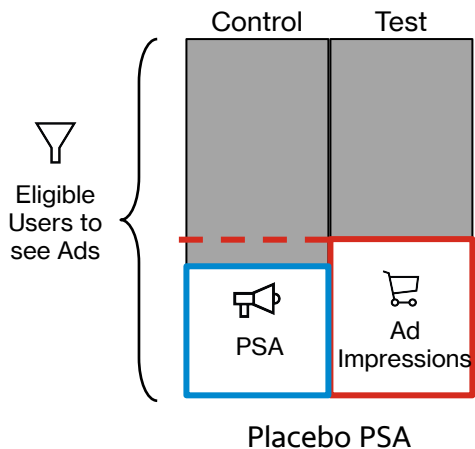 Control
Test
Eligible
Users to
see Ads
PSA
Ad
Impressions
Placebo PSA